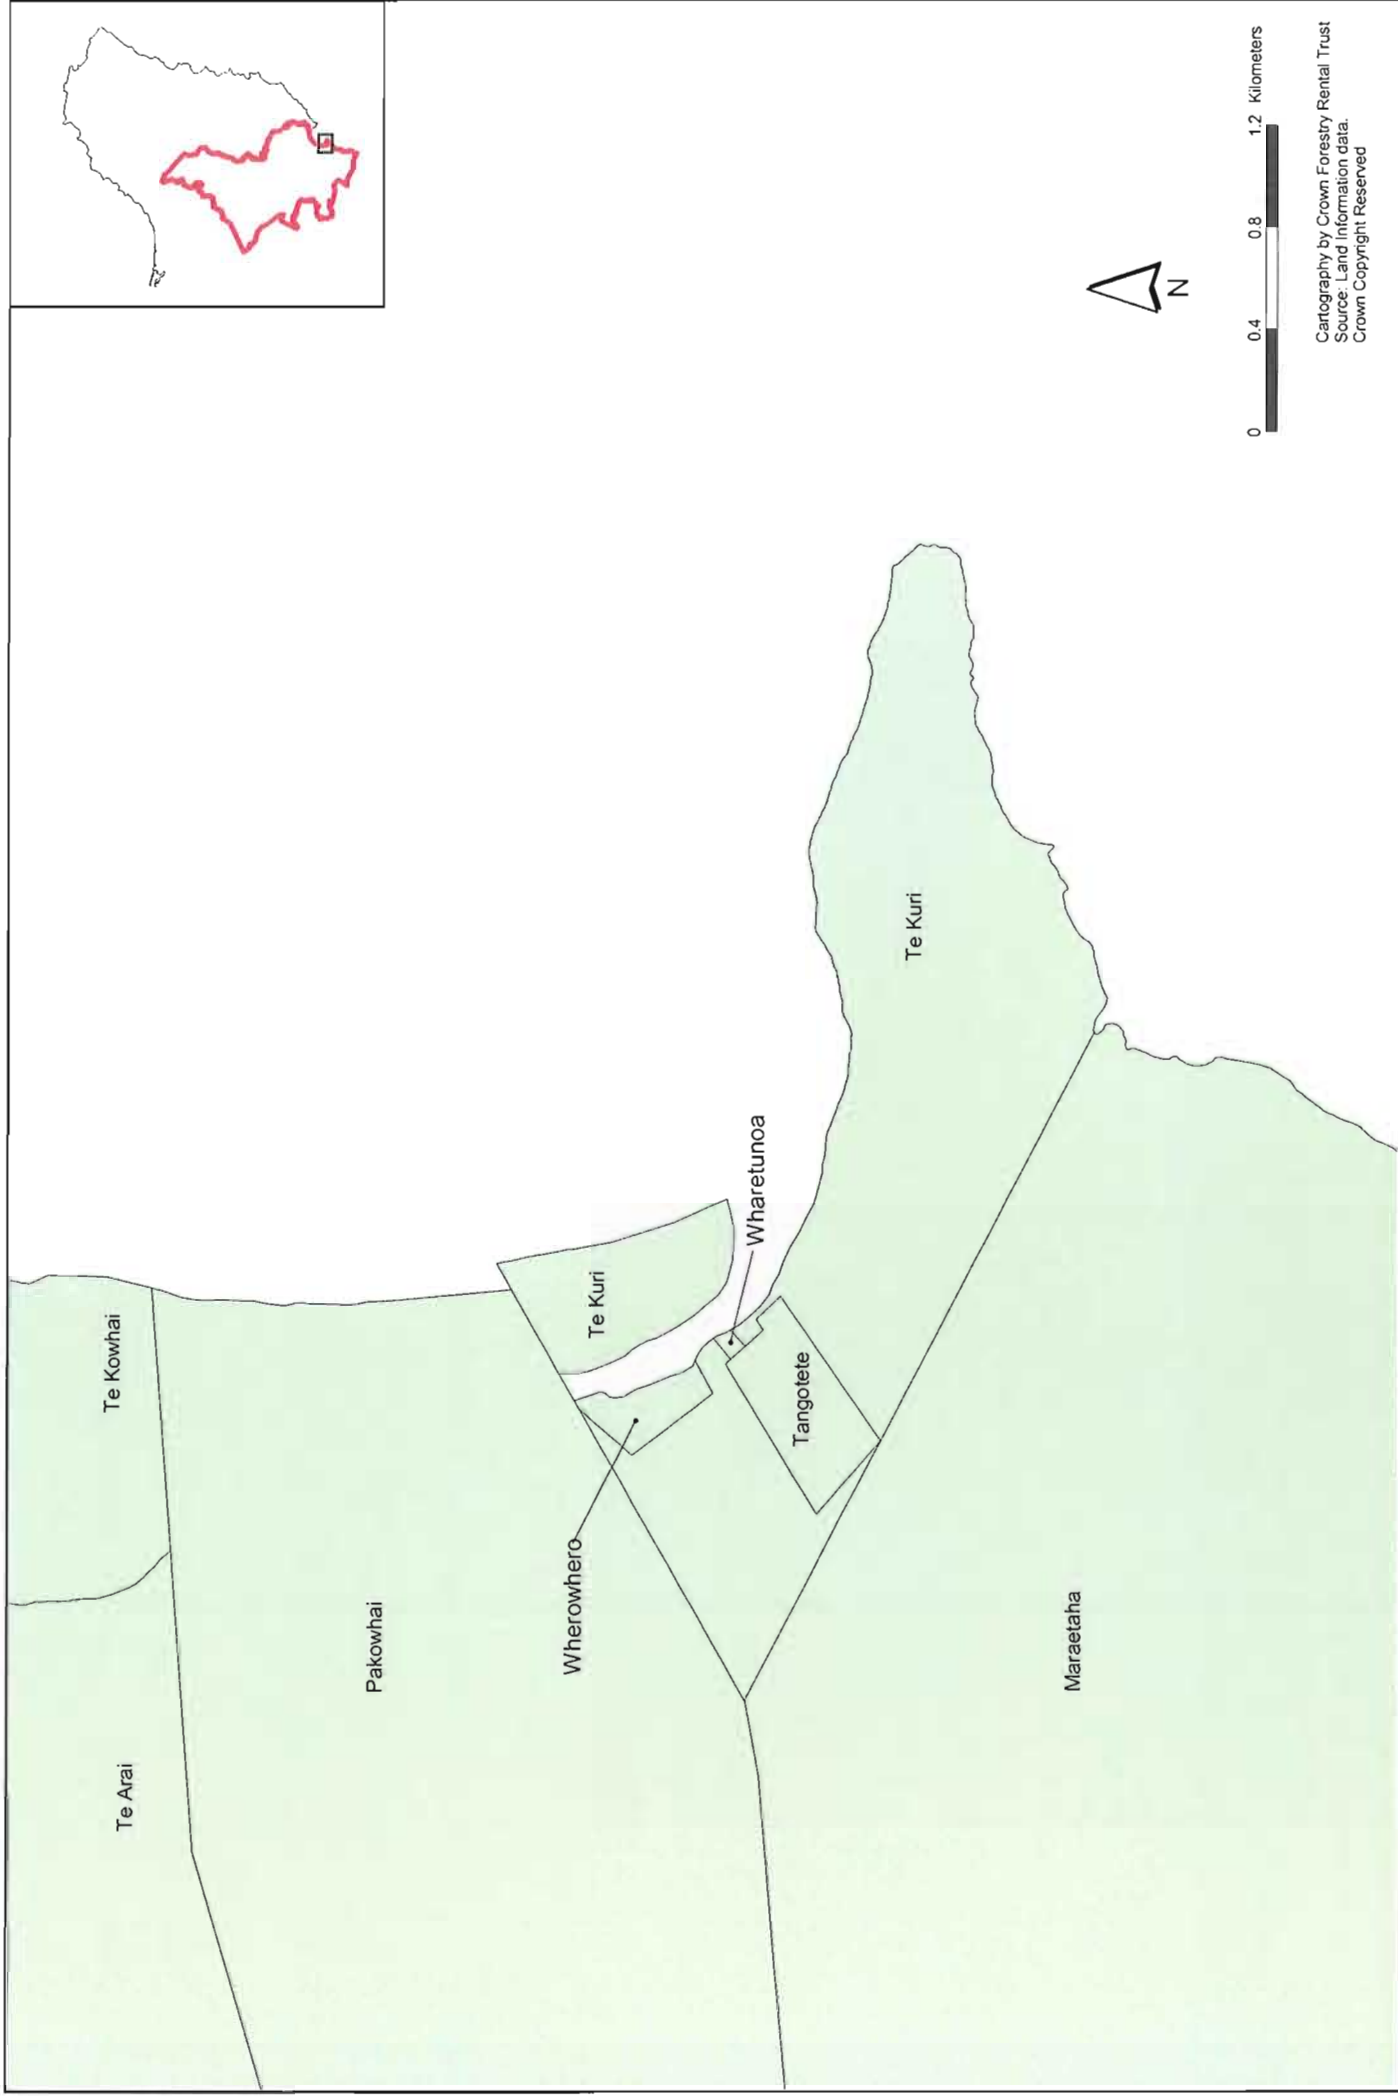 Te Arai
Te Kowhai
Pakowhai
Wherowhero
Te Kuri
Wharetunoa
Tangotete
Te Kuri
Maraetaha
N
0 0.4 0.8 1.2 Kilometers
Cartography by Crown Forestry Rental Trust
Source: Land Information data.
Crown Copyright Reserved